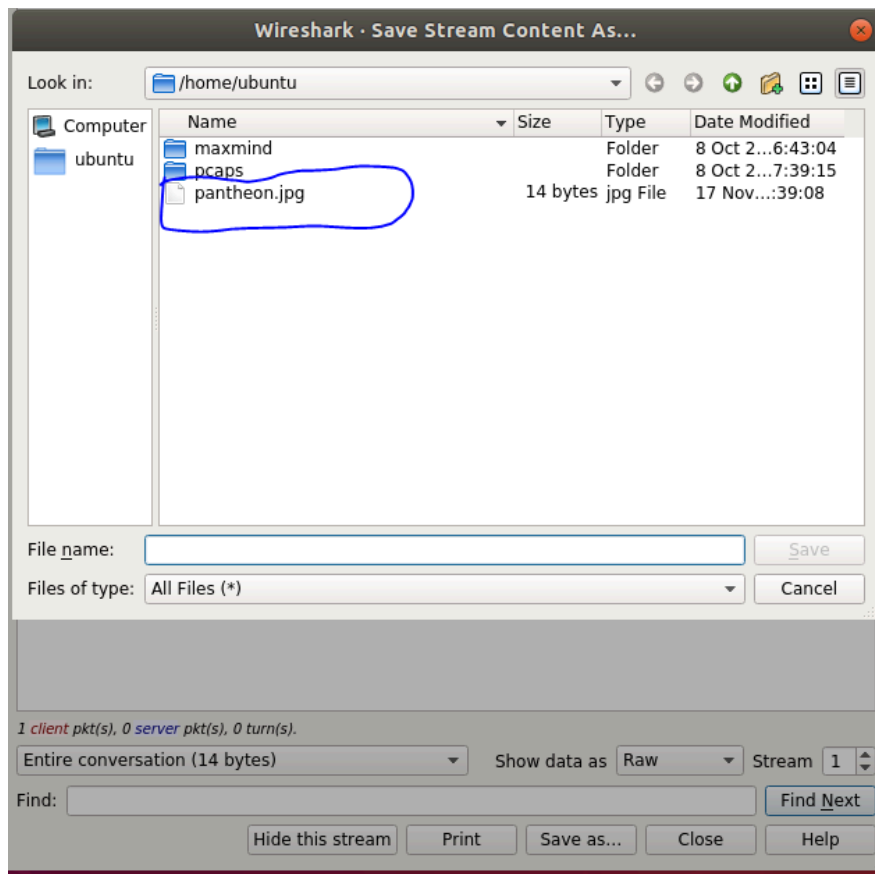 Wireshark · Save Stream Content As...
Look in: /home/ubuntu
Computer
ubuntu
Name Size Type Date Modified
maxmind Folder 8 Oct 2...6:43:04
pcaps Folder 8 Oct 2...7:39:15
pantheon.jpg 14 bytes jpg File 17 Nov...:39:08
File name: Save
Files of type: All Files (*) Cancel
1 client pkt(s), 0 server pkt(s), 0 turn(s).
Entire conversation (14 bytes) Show data as Raw Stream 1
Find: Find Next
Hide this stream Print Save as... Close Help